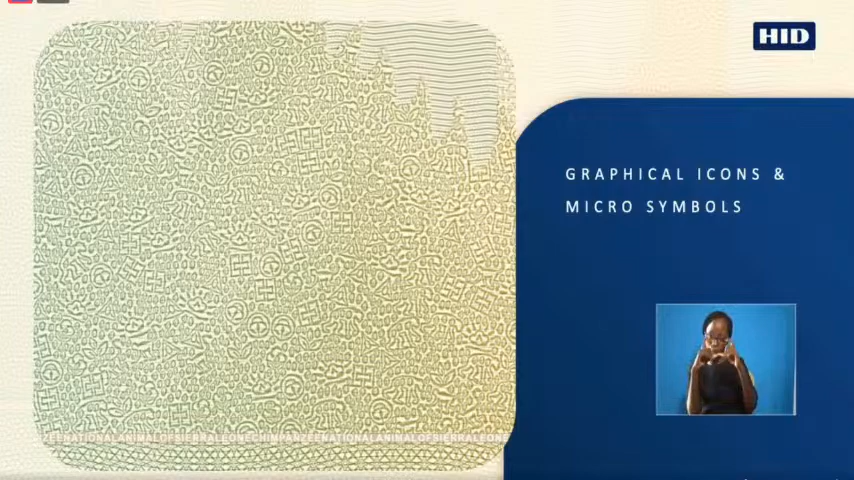 HID
GRAPHICAL ICONS &
MICRO SYMBOLS
ZEENATIONALANIMALOFSIERRALEONECHIMPANZEENATIONALANIMALOFSIERRALEONE